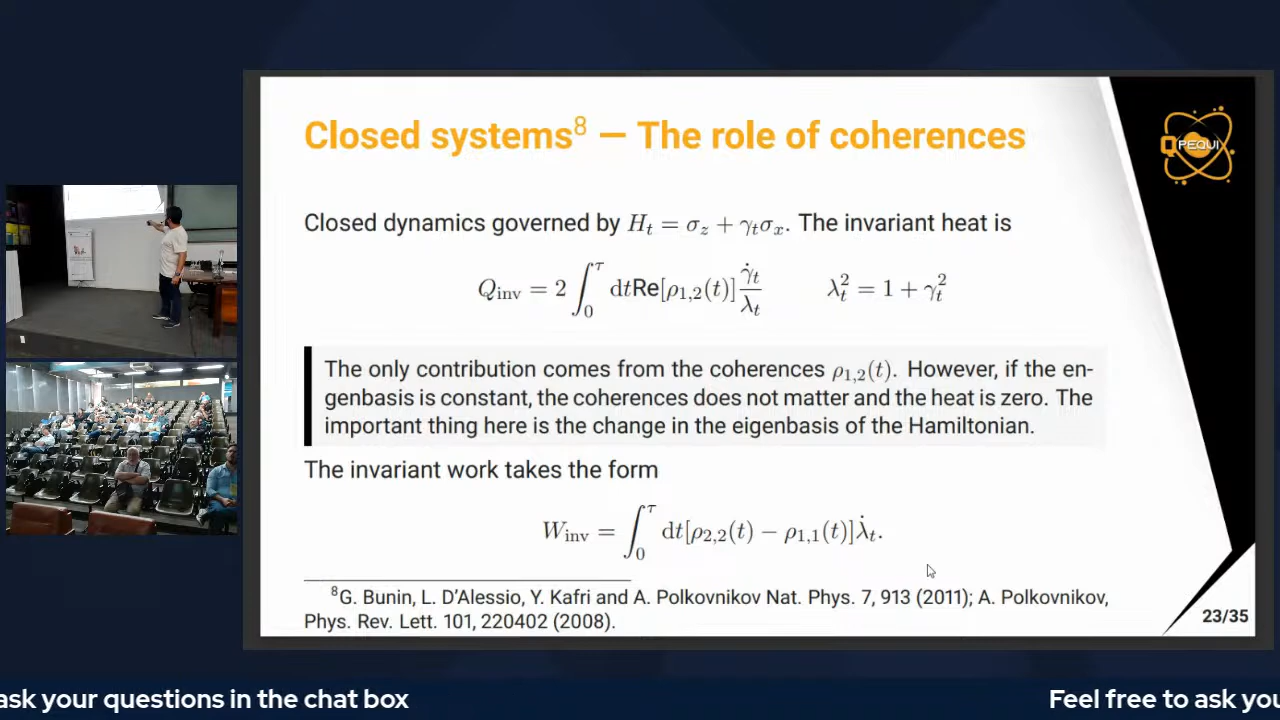 Closed systems⁸ — The role of coherences
QPEQUI
Closed dynamics governed by H_t = σ_z + γ_tσ_x. The invariant heat is
Q_inv = 2 ∫_0^τ dtRe[ρ_{1,2}(t)] γ̇_t/λ_t    λ_t^2 = 1 + γ_t^2
The only contribution comes from the coherences ρ_{1,2}(t). However, if the en-
genbasis is constant, the coherences does not matter and the heat is zero. The
important thing here is the change in the eigenbasis of the Hamiltonian.
The invariant work takes the form
W_inv = ∫_0^τ dt[ρ_{2,2}(t) − ρ_{1,1}(t)]λ̇_t.
⁸G. Bunin, L. D'Alessio, Y. Kafri and A. Polkovnikov Nat. Phys. 7, 913 (2011); A. Polkovnikov,
Phys. Rev. Lett. 101, 220402 (2008).
23/35
ask your questions in the chat box
Feel free to ask you